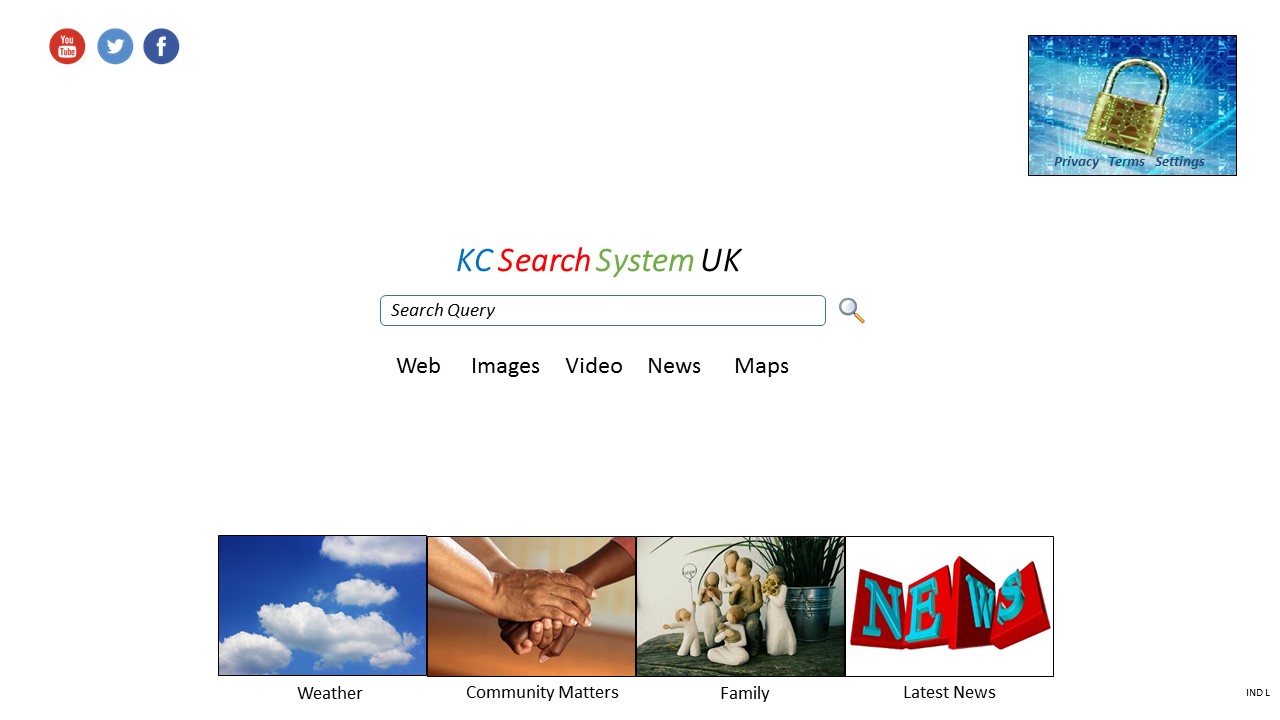 You
Tube
Privacy Terms Settings
KC Search System UK
Search Query
Web Images Video News Maps
NEWS
Weather Community Matters Family Latest News
IND L